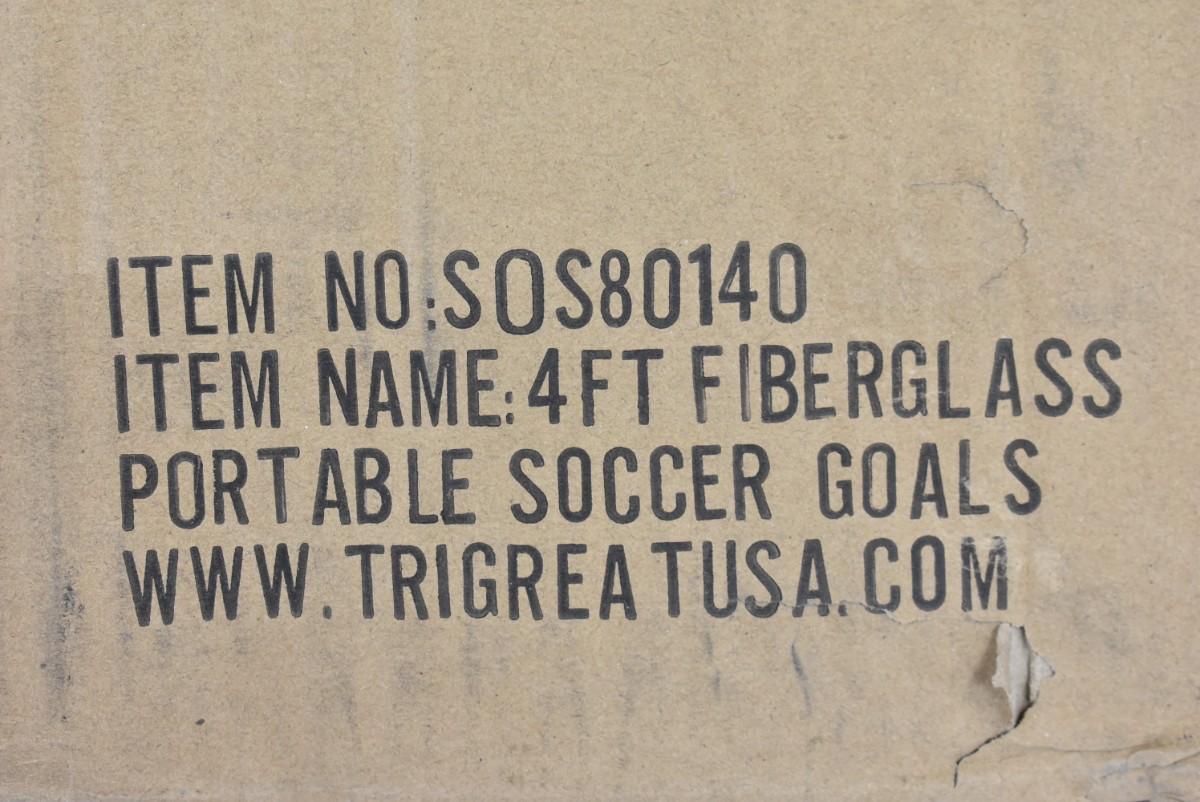 ITEM NO:SOS80140
ITEM NAME:4FT FIBERGLASS
PORTABLE SOCCER GOALS
WWW.TRIGREATUSA.COM